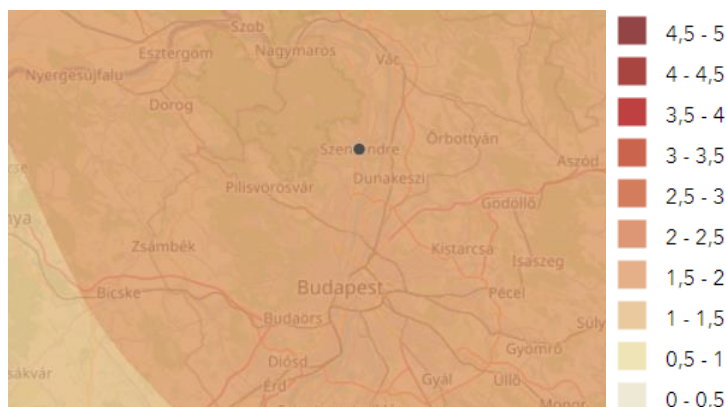 Szob
Esztergom
Nagymaros
Vác
Nyergesújfalu
Dorog
Őrbottyán
Aszód
Dunakeszi
Pilisvörösvár
Gödöllő
Zsámbék
Kistarcsa
Isaszeg
Budapest
Bicske
Pécel
Budaörs
Gyömrő
Diósd
Érd
Gyál
Üllő
Monor
4,5 - 5
4 - 4,5
3,5 - 4
3 - 3,5
2,5 - 3
2 - 2,5
1,5 - 2
1 - 1,5
0,5 - 1
0 - 0,5